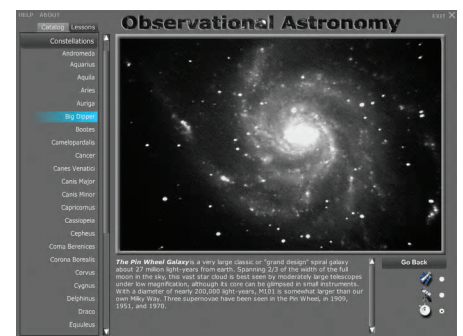 HELP ABOUT
Observational Astronomy
EXIT X
Catalog Lessons
Constellations
Andromeda
Aquarius
Aquila
Aries
Auriga
Big Dipper
Bootes
Camelopardalis
Cancer
Canes Venatici
Canis Major
Canis Minor
Capricornus
Cassiopeia
Cepheus
Coma Berenices
Corona Borealis
Corvus
Cygnus
Delphinus
Draco
Equuleus
The Pin Wheel Galaxy is a very large classic or "grand design" spiral galaxy
about 27 million light-years from earth. Spanning 2/3 of the width of the full
moon in the sky, this vast star cloud is best seen by moderately large telescopes
under low magnification, although its core can be glimpsed in small instruments.
With a diameter of nearly 200,000 light-years, M101 is somewhat larger than our
own Milky Way. Three supernovae have been seen in the Pin Wheel, in 1909,
1951, and 1970.
Go Back